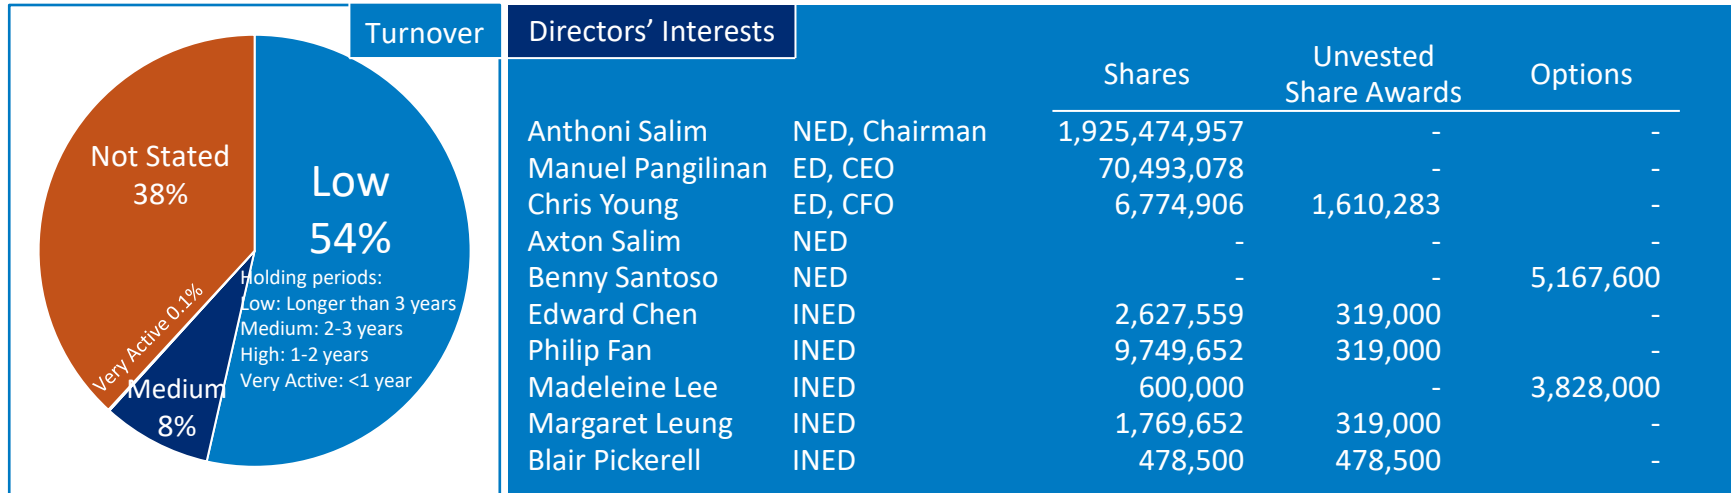 Turnover
Not Stated
38%
Low
54%
Holding periods:
Low: Longer than 3 years
Medium: 2-3 years
High: 1-2 years
Very Active: <1 year
Very Active 0.1%
Medium
8%
Directors’ Interests
Shares Unvested Share Awards Options
Anthoni Salim NED, Chairman 1,925,474,957 - -
Manuel Pangilinan ED, CEO 70,493,078 - -
Chris Young ED, CFO 6,774,906 1,610,283 -
Axton Salim NED - - -
Benny Santoso NED - - 5,167,600
Edward Chen INED 2,627,559 319,000 -
Philip Fan INED 9,749,652 319,000 -
Madeleine Lee INED 600,000 - 3,828,000
Margaret Leung INED 1,769,652 319,000 -
Blair Pickerell INED 478,500 478,500 -